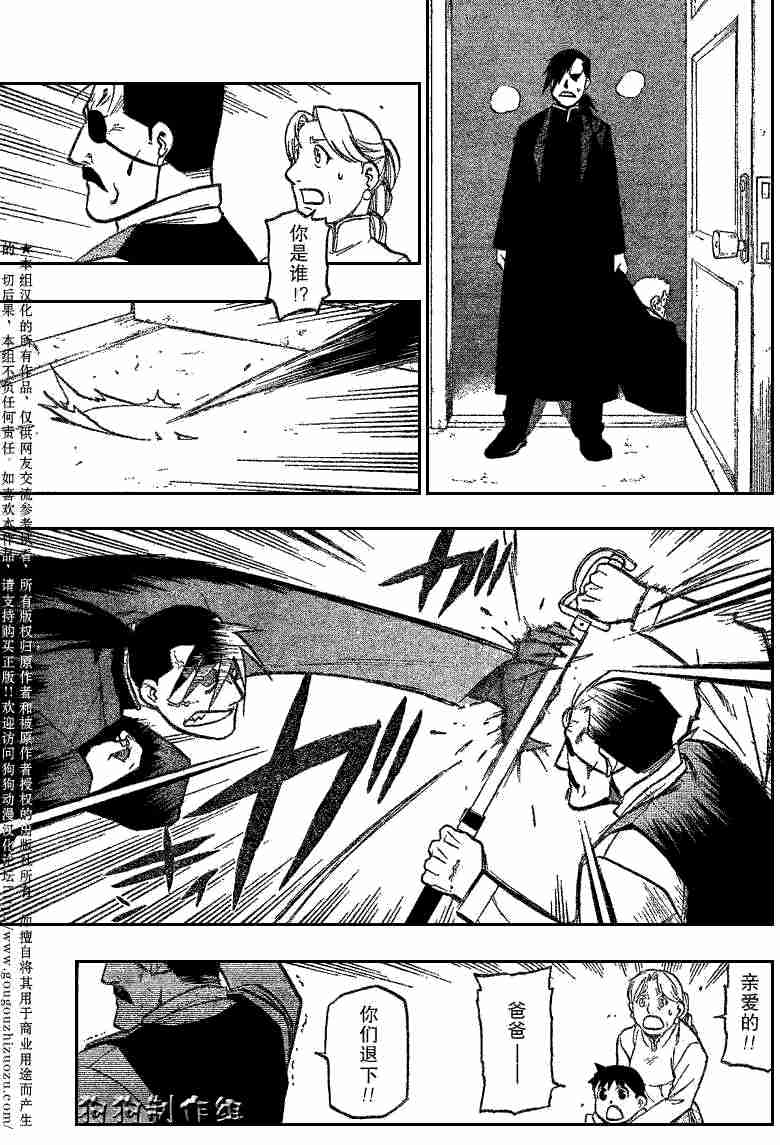 你是谁!?
ガッ
亲爱的!!
爸爸——
你们退下!!
狗狗制作组
★本组汉化的所有作品，仅供网友交流参考读者，所有版权归原作者和被原作者授权的出版社所有，
擅自将其用于商业用途而产生
的一切后果，本组不负任何责任。如喜欢本作品，请支持购买正版!!欢迎访问狗狗动漫汉化论坛
www.gougouzhizuozu.com/